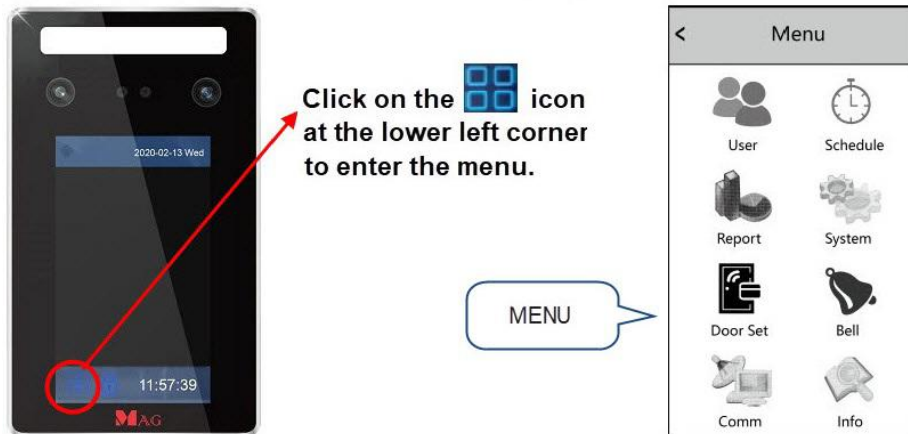 2020-02-13 Wed
11:57:39
MAG
Click on the icon
at the lower left corner
to enter the menu.
MENU
< Menu
User Schedule
Report System
Door Set Bell
Comm Info